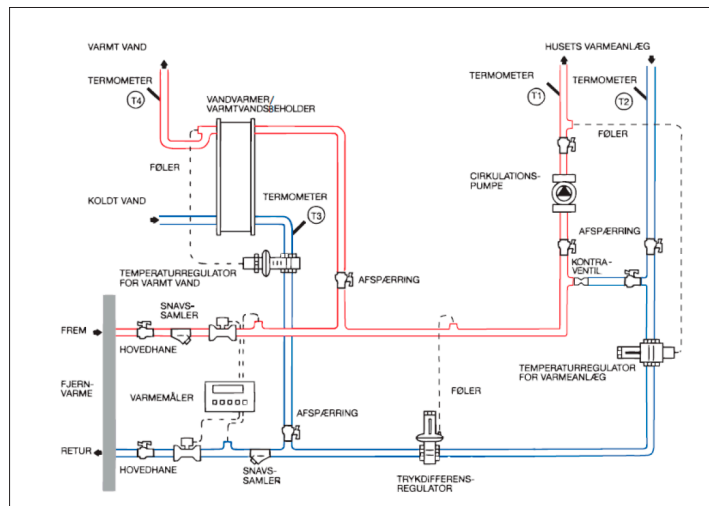 VARMT VAND
HUSETS VARMEANLÆG
TERMOMETER
T4
VANDVARMER/
VARMTVANDSBEHOLDER
TERMOMETER
T1
TERMOMETER
T2
FØLER
FØLER
CIRKULATIONS-
PUMPE
KOLDT VAND
TERMOMETER
T3
AFSPÆRRING
KONTRA-
VENTIL
TEMPERATURREGULATOR
FOR VARMT VAND
AFSPÆRRING
SNAVS-
SAMLER
FREM
HOVEDHANE
TEMPERATURREGULATOR
FOR VARMEANLÆG
FJERN-
VARME
VARMEMÅLER
FØLER
AFSPÆRRING
RETUR
HOVEDHANE
SNAVS-
SAMLER
TRYKDIFFERENS-
REGULATOR